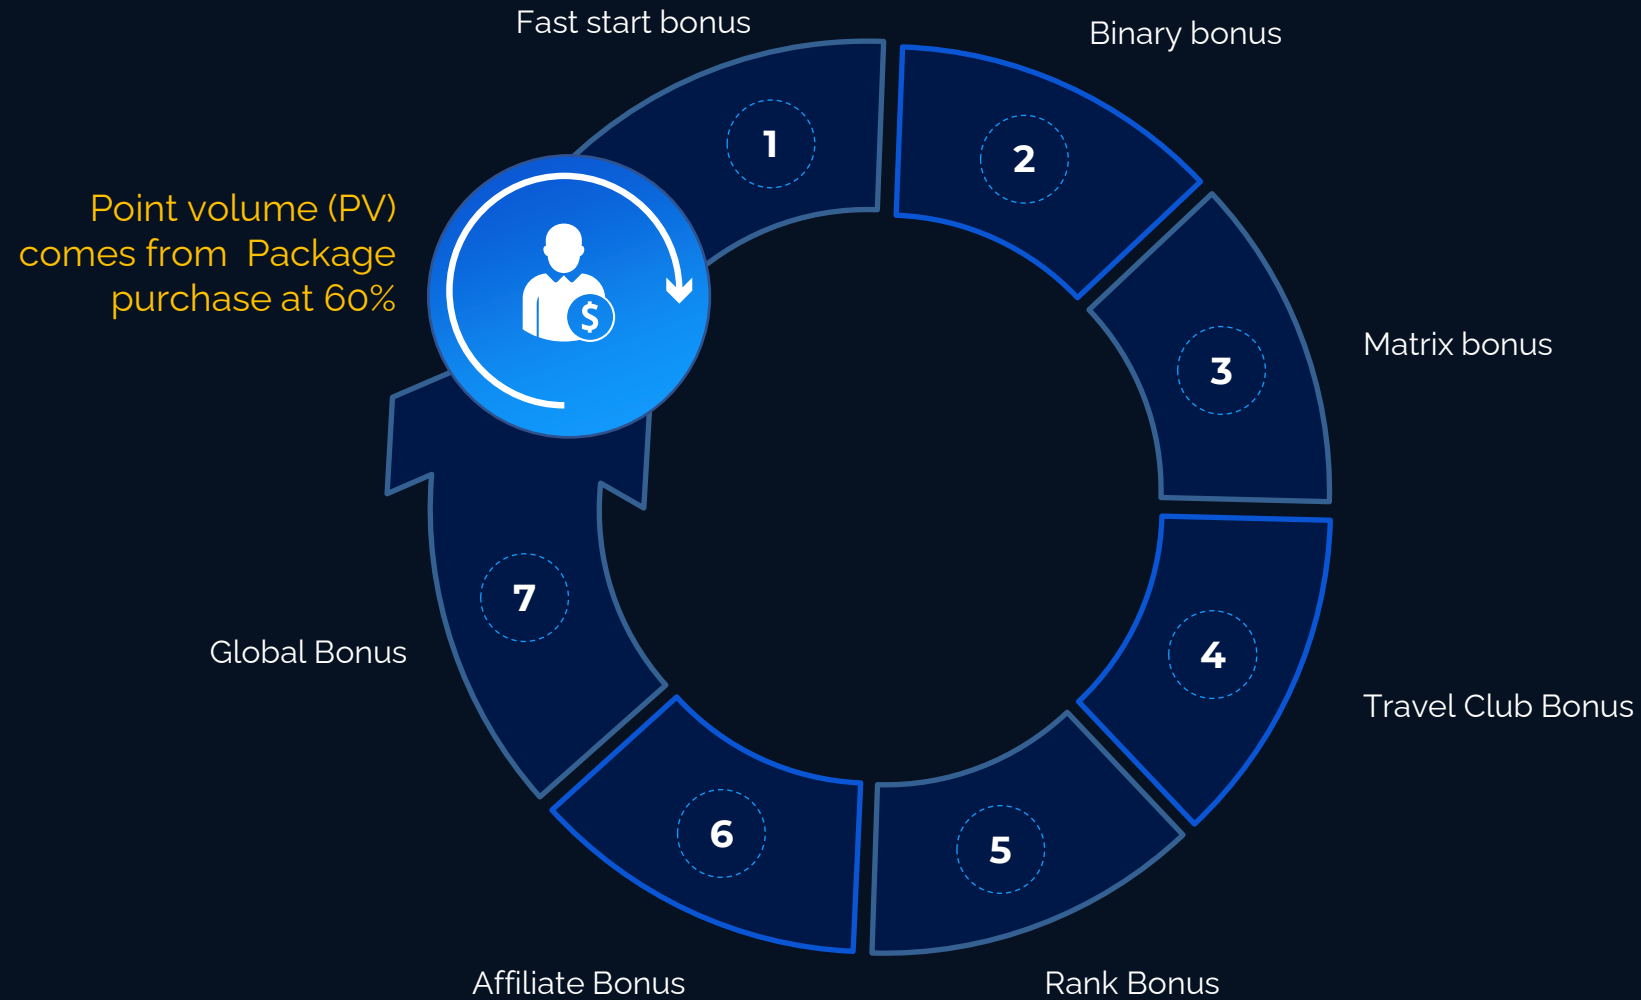 Fast start bonus
Binary bonus
1
2
Point volume (PV)
comes from  Package
purchase at 60%
$
Matrix bonus
3
7
Global Bonus
4
Travel Club Bonus
6
5
Affiliate Bonus
Rank Bonus